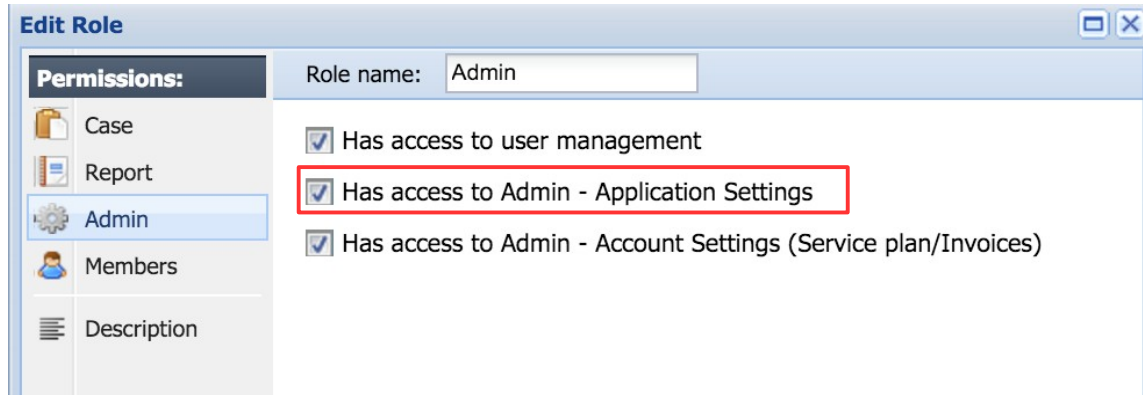 Edit Role
Permissions:
Role name: Admin
Case
Report
Admin
Members
Description
Has access to user management
Has access to Admin - Application Settings
Has access to Admin - Account Settings (Service plan/Invoices)